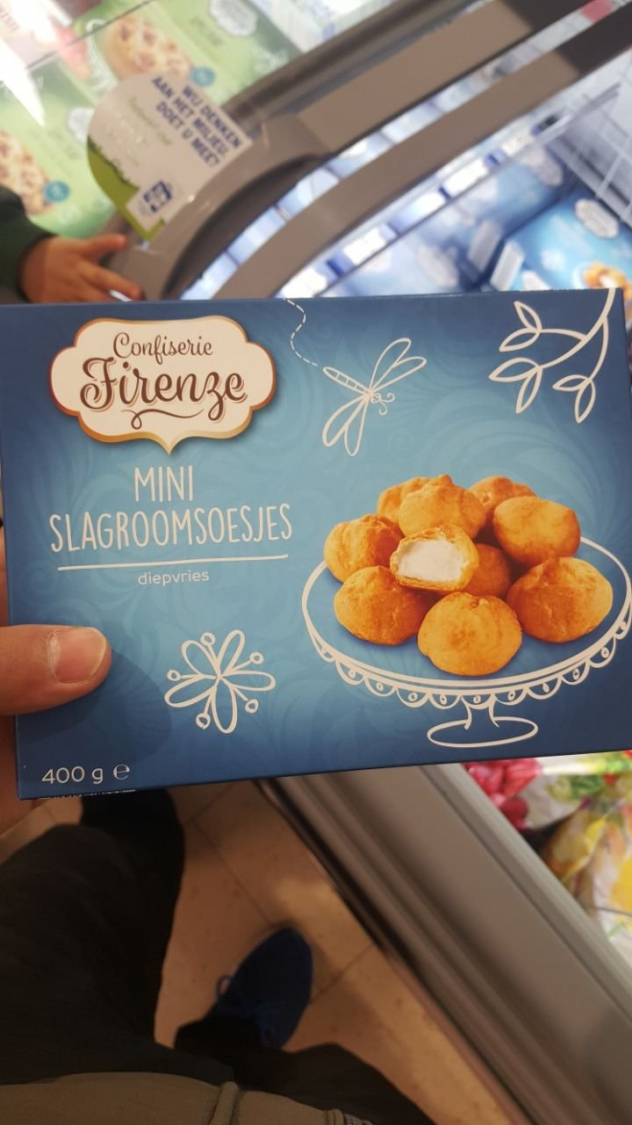 WIJ DENKEN
AAN HET MILIEU,
DOET U MEE?
Confiserie
Firenze
MINI
SLAGROOMSOESJES
diepvries
400 g ℮